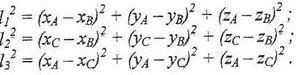 l₁² = (x_A − x_B)² + (y_A − y_B)² + (z_A − z_B)²;
l₂² = (x_C − x_B)² + (y_C − y_B)² + (z_C − z_B)²;
l₃² = (x_A − x_C)² + (y_A − y_C)² + (z_A − z_C)².